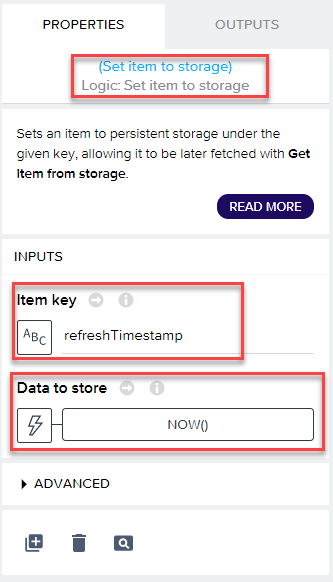 PROPERTIES
OUTPUTS
(Set item to storage)
Logic: Set item to storage
Sets an item to persistent storage under the
given key, allowing it to be later fetched with Get
Item from storage.
READ MORE
INPUTS
Item key
ABC
refreshTimestamp
Data to store
NOW()
ADVANCED